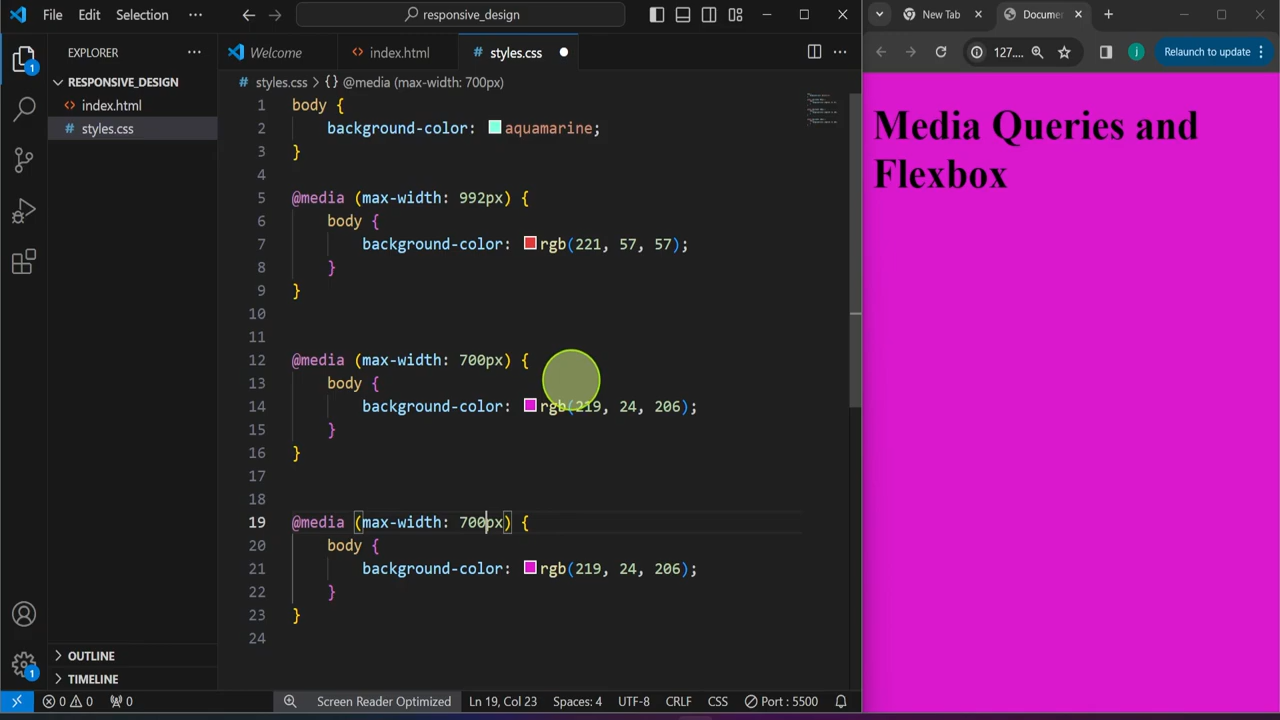 File Edit Selection ··· responsive_design
New Tab Documer
127.... Relaunch to update
EXPLORER ···
Welcome index.html styles.css
RESPONSIVE_DESIGN
index.html
styles.css
# styles.css > {} @media (max-width: 700px)
1 body {
2 background-color: aquamarine;
3 }
4
5 @media (max-width: 992px) {
6 body {
7 background-color: rgb(221, 57, 57);
8 }
9 }
10
11
12 @media (max-width: 700px) {
13 body {
14 background-color: rgb(219, 24, 206);
15 }
16 }
17
18
19 @media (max-width: 700px) {
20 body {
21 background-color: rgb(219, 24, 206);
22 }
23 }
24
Media Queries and
Flexbox
OUTLINE
TIMELINE
1
1
i
0 0 0 Screen Reader Optimized Ln 19, Col 23 Spaces: 4 UTF-8 CRLF CSS Port : 5500